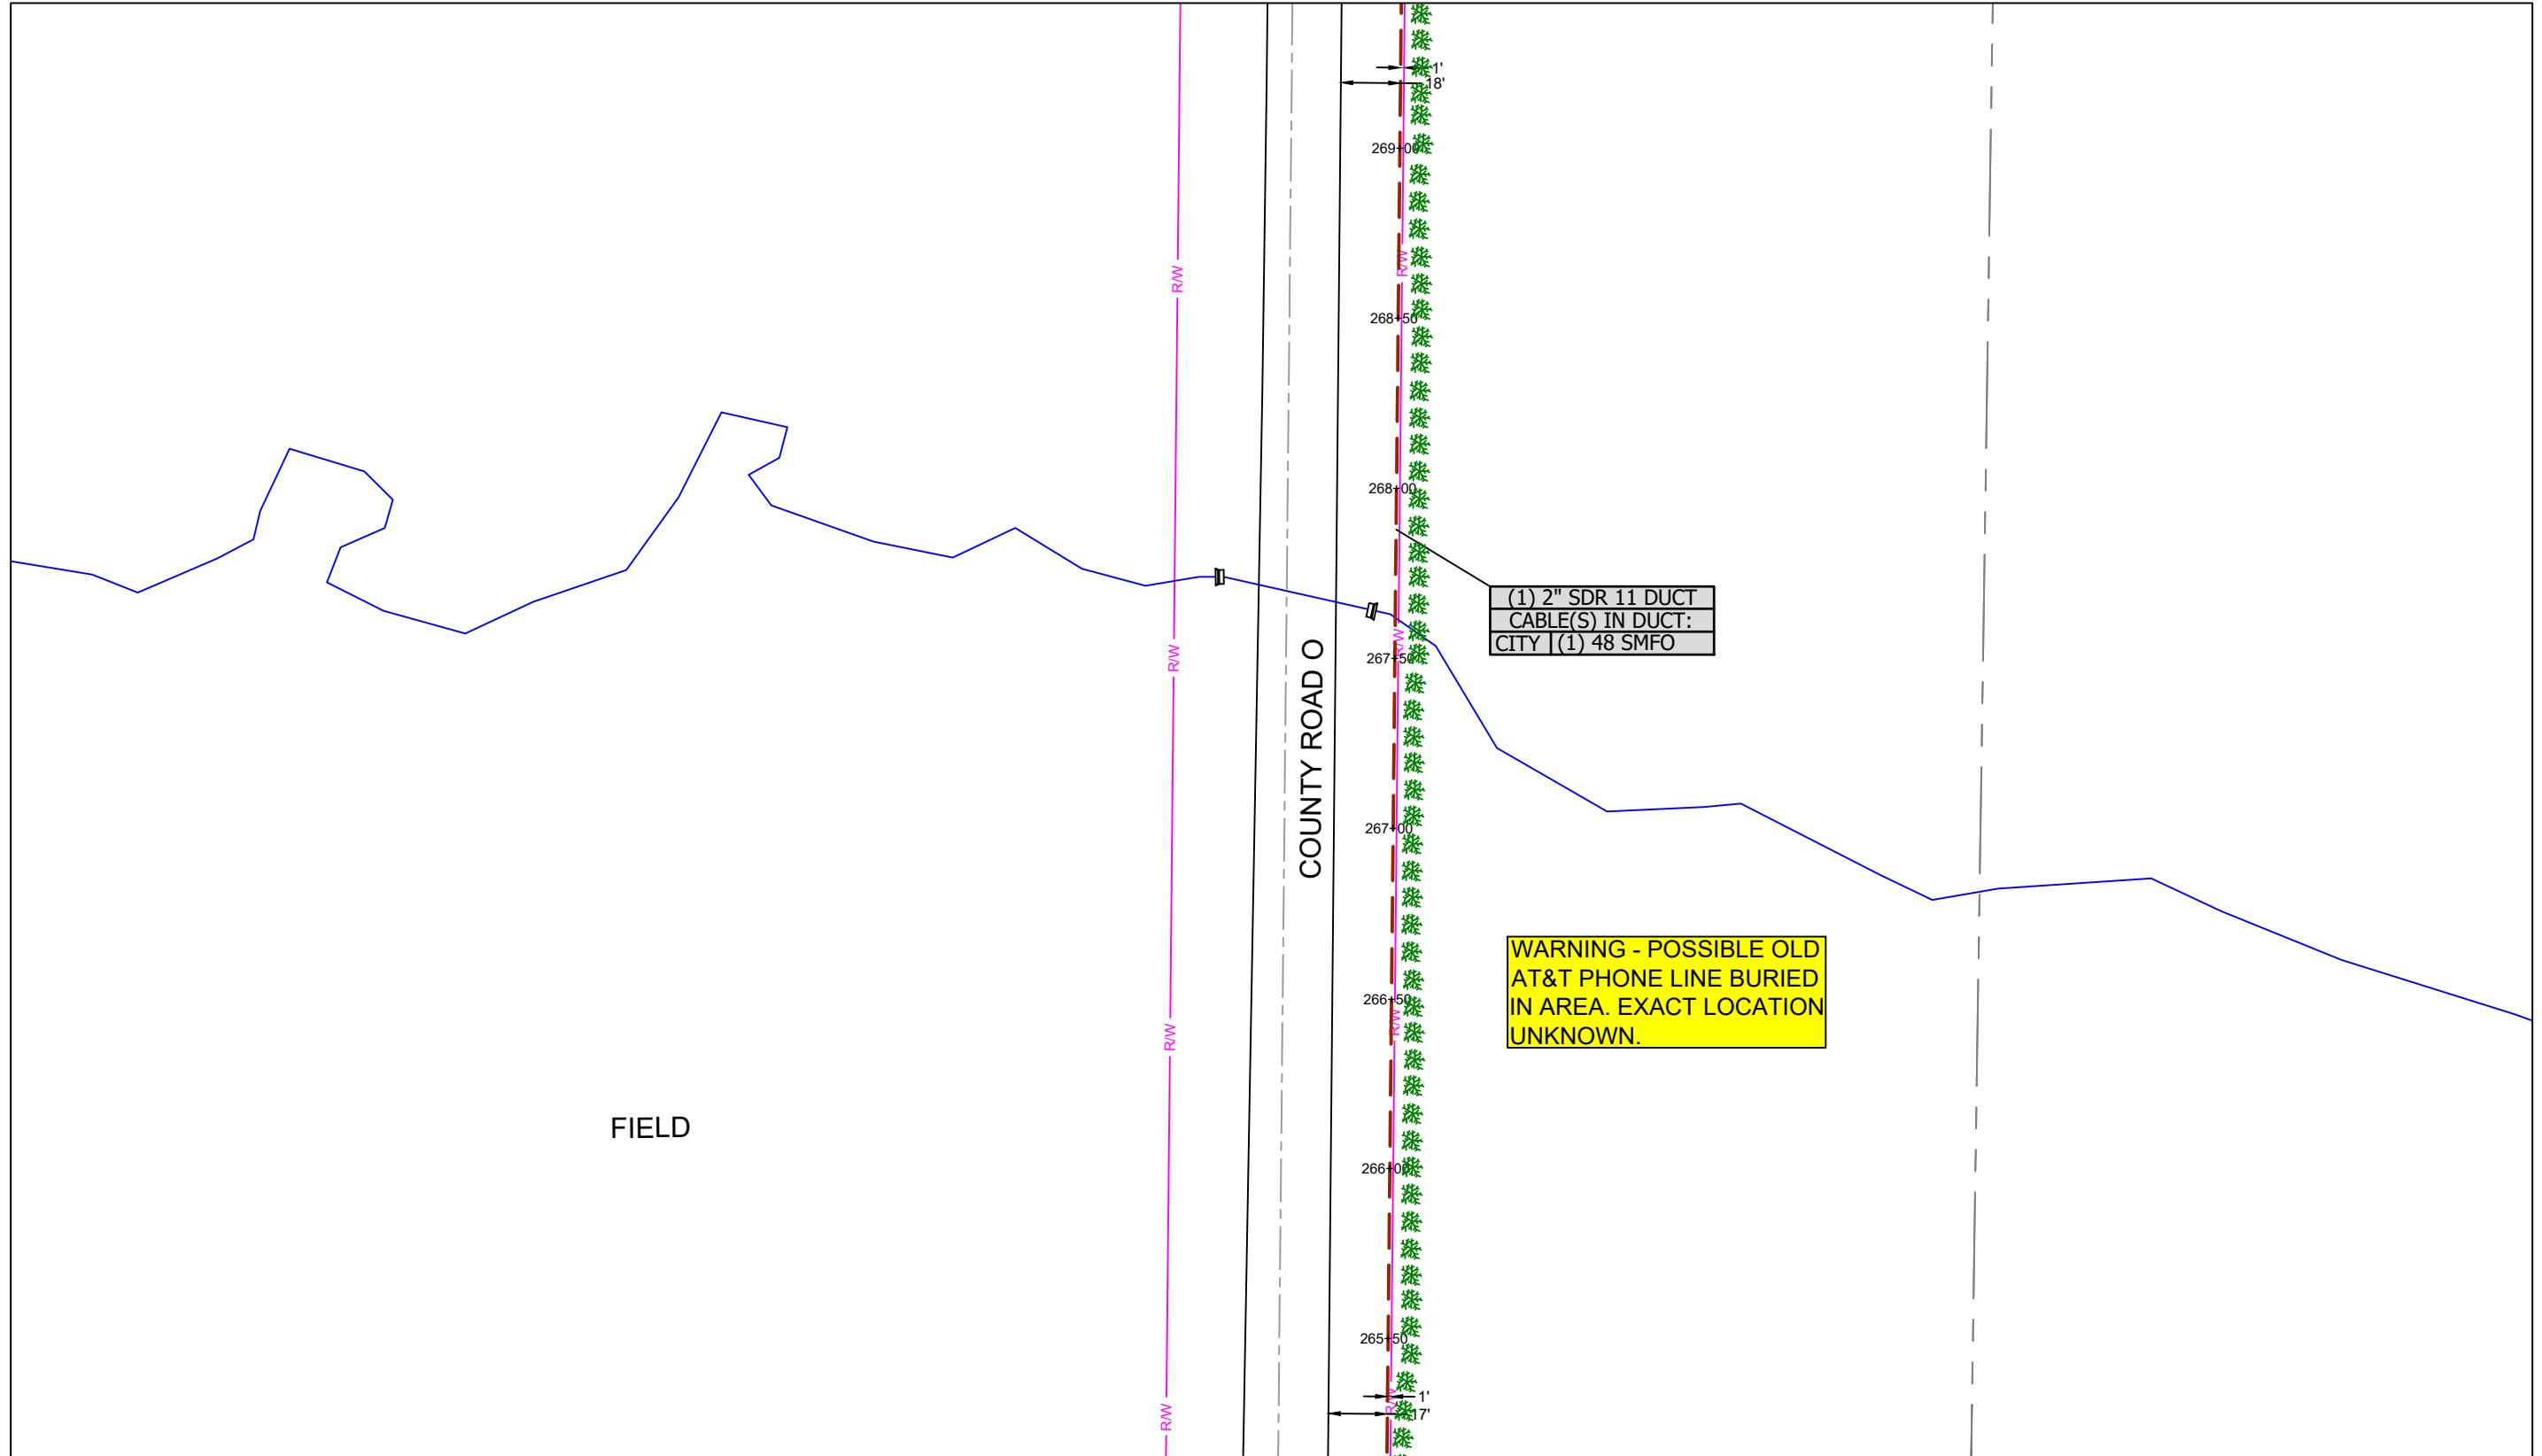 1'
18'
269+00
R/W
R/W
268+50
268+00
(1) 2" SDR 11 DUCT
CABLE(S) IN DUCT:
CITY (1) 48 SMFO
R/W
R/W
267+50
COUNTY ROAD O
267+00
WARNING - POSSIBLE OLD
AT&T PHONE LINE BURIED
IN AREA. EXACT LOCATION
UNKNOWN.
266+50
R/W
R/W
FIELD
266+00
265+50
1'
R/W
R/W
17'